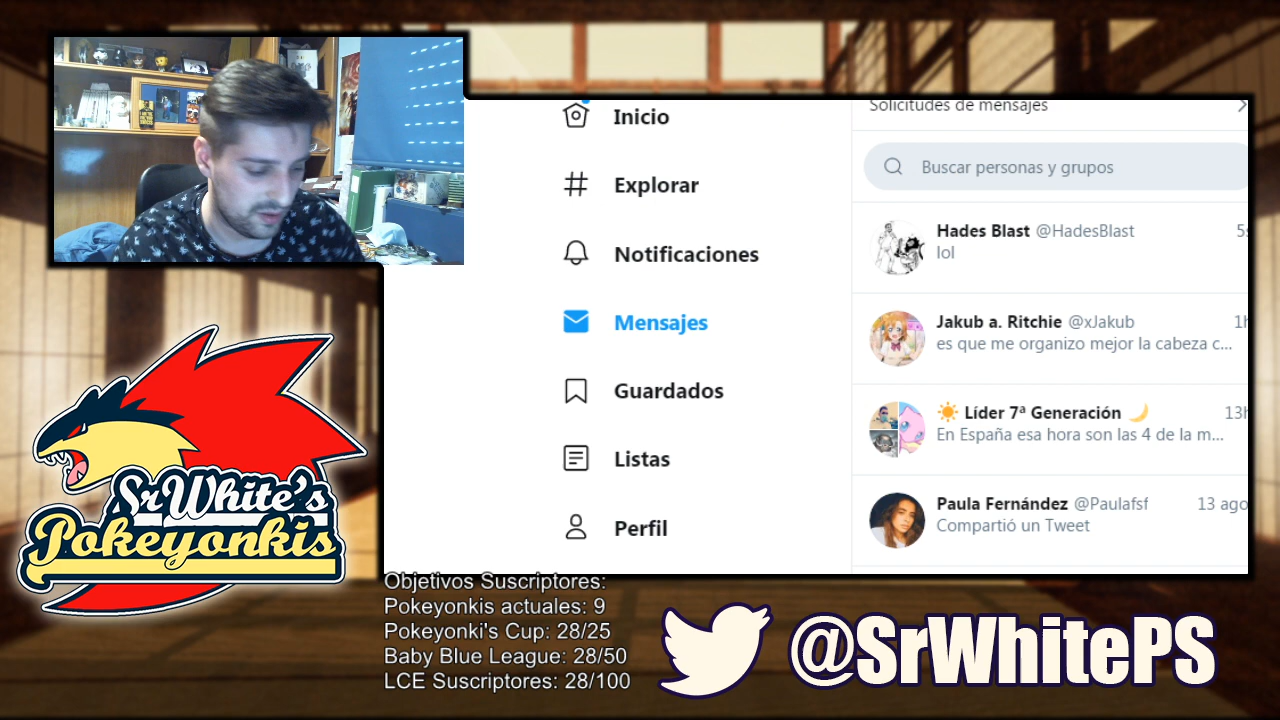 Inicio
Explorar
Notificaciones
Mensajes
Guardados
Listas
Perfil
Solicitudes de mensajes
Buscar personas y grupos
Hades Blast @HadesBlast
lol
Jakub a. Ritchie @xJakub
es que me organizo mejor la cabeza c...
Líder 7ª Generación 13h
En España esa hora son las 4 de la m...
Paula Fernández @Paulafsf 13 ago
Compartió un Tweet
SrWhite's
Pokeyonkis
Objetivos Suscriptores:
Pokeyonkis actuales: 9
Pokeyonki's Cup: 28/25
Baby Blue League: 28/50
LCE Suscriptores: 28/100
@SrWhitePS